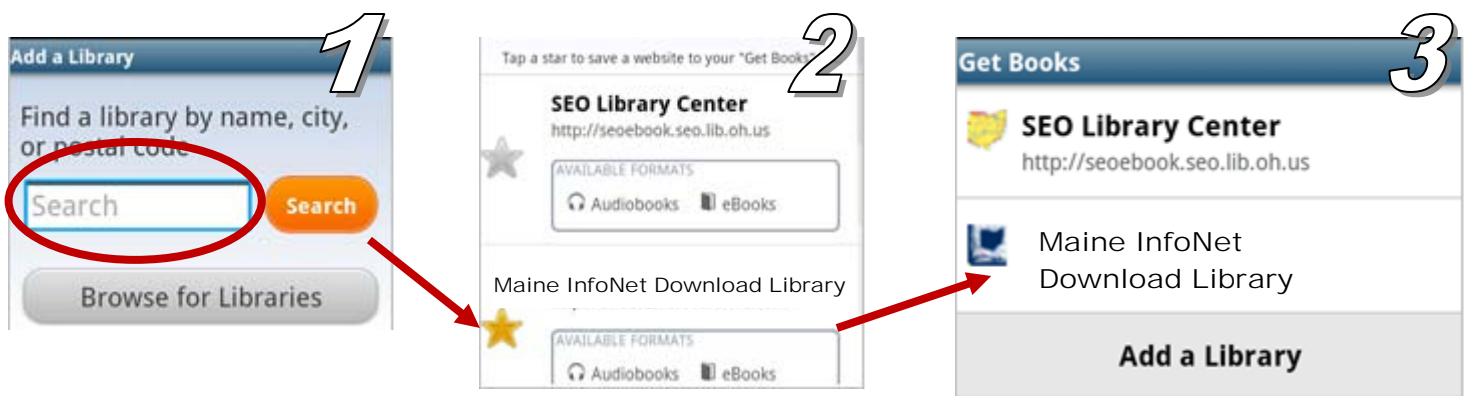 1
Add a Library
Find a library by name, city,
or postal code
Search
Search
Browse for Libraries
2
Tap a star to save a website to your "Get Books"
SEO Library Center
http://seoebook.seo.lib.oh.us
AVAILABLE FORMATS
Audiobooks eBooks
Maine InfoNet Download Library
AVAILABLE FORMATS
Audiobooks eBooks
3
Get Books
SEO Library Center
http://seoebook.seo.lib.oh.us
Maine InfoNet
Download Library
Add a Library